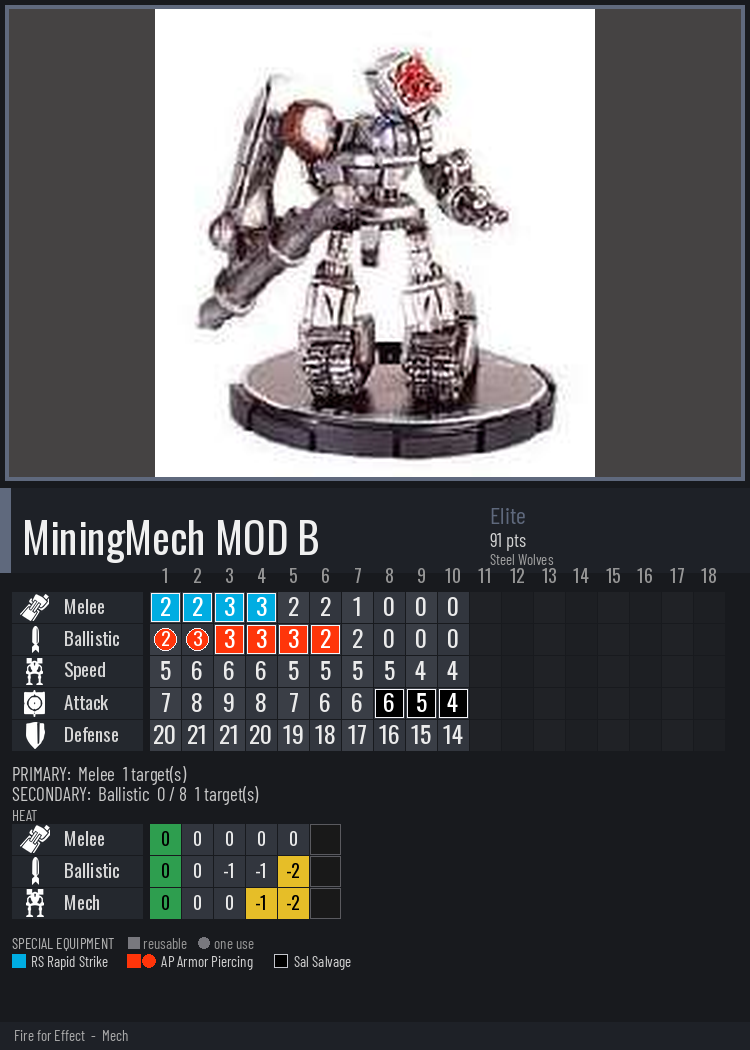 MiningMech MOD B
Elite
91 pts
Steel Wolves
1 2 3 4 5 6 7 8 9 10 11 12 13 14 15 16 17 18
Melee 2 2 3 3 2 2 1 0 0 0
Ballistic 2 3 3 3 3 2 2 0 0 0
Speed 5 6 6 6 5 5 5 5 4 4
Attack 7 8 9 8 7 6 6 6 5 4
Defense 20 21 21 20 19 18 17 16 15 14
PRIMARY: Melee 1 target(s)
SECONDARY: Ballistic 0 / 8 1 target(s)
HEAT
Melee 0 0 0 0 0
Ballistic 0 0 -1 -1 -2
Mech 0 0 0 -1 -2
SPECIAL EQUIPMENT reusable one use
RS Rapid Strike AP Armor Piercing Sal Salvage
Fire for Effect - Mech